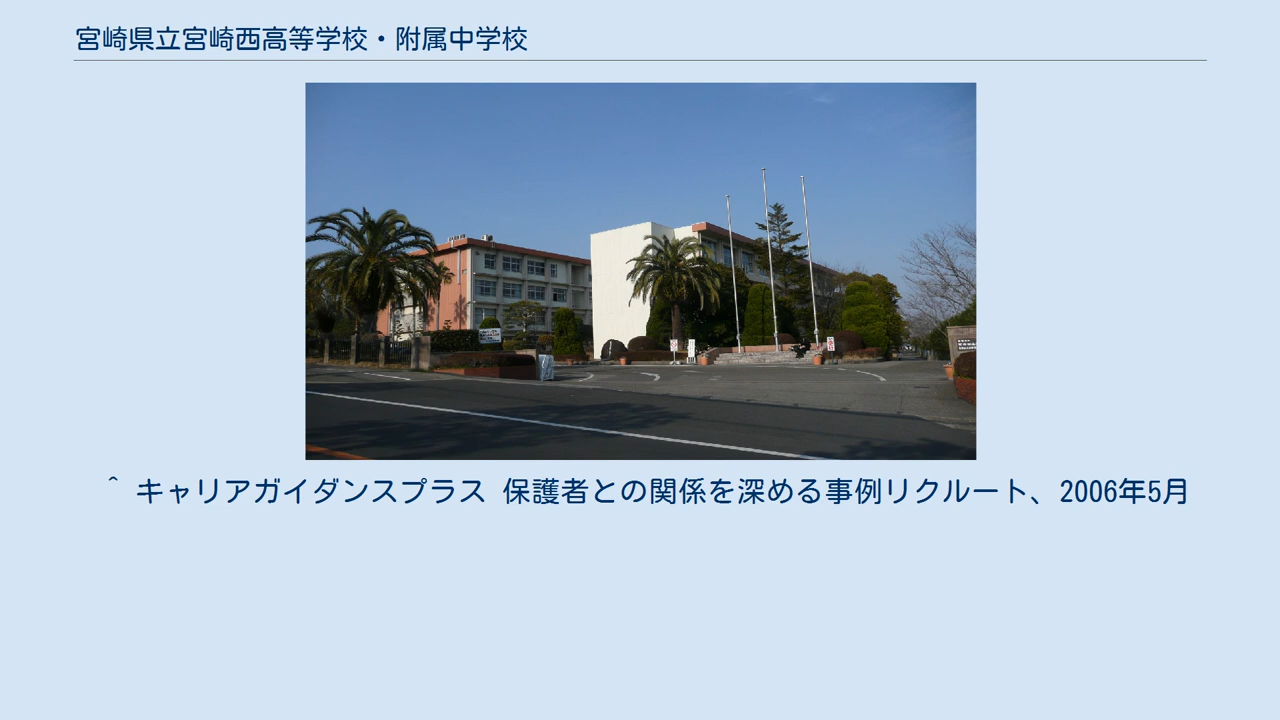 宮崎県立宮崎西高等学校・附属中学校
^ キャリアガイダンスプラス 保護者との関係を深める事例リクルート、2006年5月